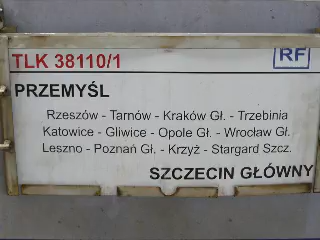 TLK 38110/1
RF
PRZEMYŚL
Rzeszów - Tarnów - Kraków Gł. - Trzebinia
Katowice - Gliwice - Opole Gł. - Wrocław Gł.
Leszno - Poznań Gł. - Krzyż - Stargard Szcz.
SZCZECIN GŁÓWNY